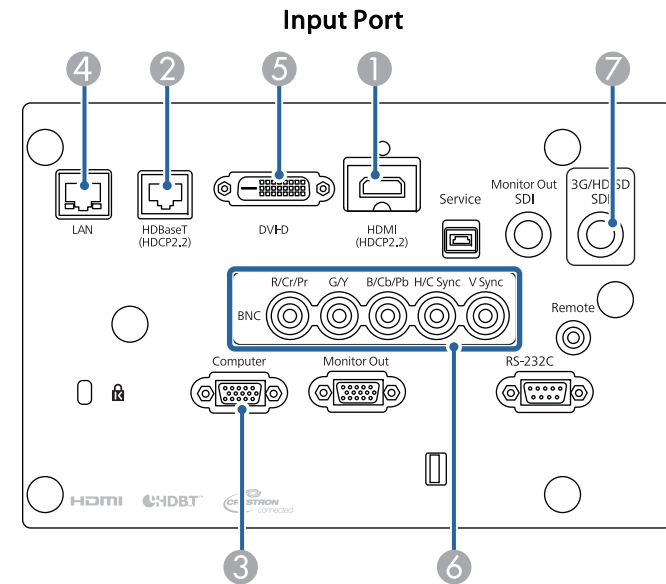 Input Port
4 2 5 1 7
LAN
HDBaseT
(HDCP2.2)
DVI-D
HDMI
(HDCP2.2)
Service
Monitor Out
SDI
3G/HD/SD
SDI
BNC
R/Cr/Pr G/Y B/Cb/Pb H/C Sync V Sync
Remote
Computer
Monitor Out
RS-232C
K
HDMI
HDBT
CRESTRON
connected
3 6